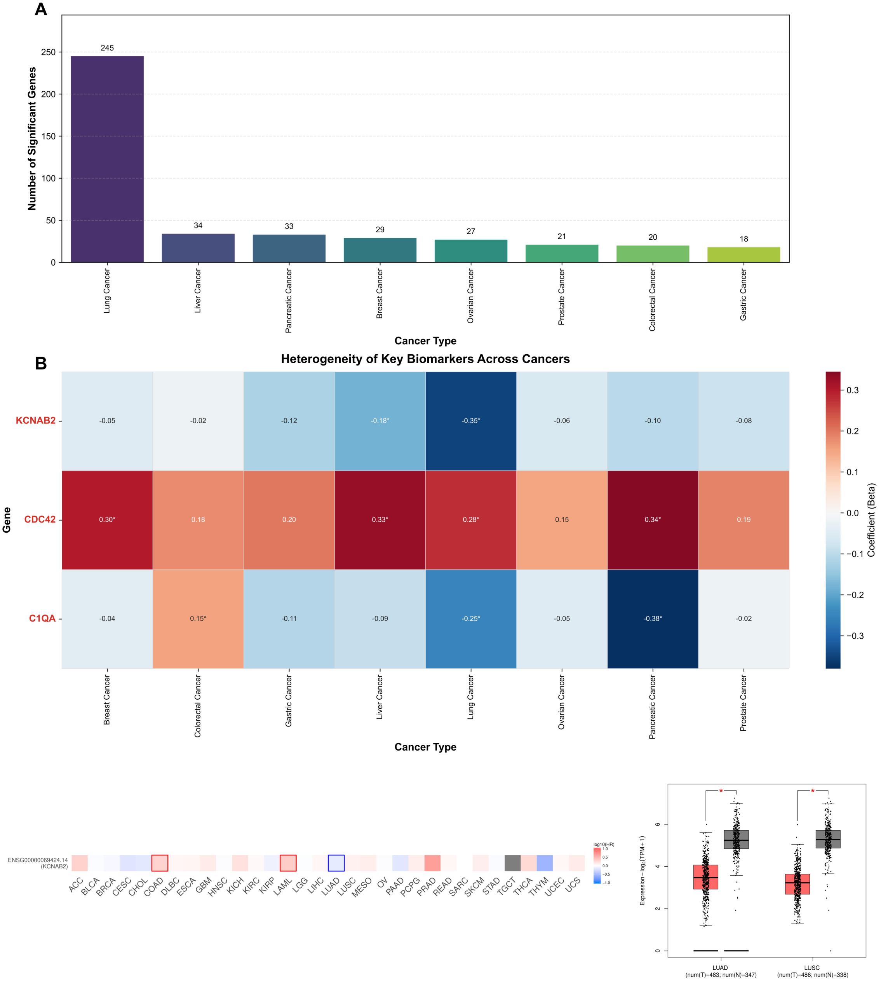 A
Number of Significant Genes
250
200
150
100
50
0
245
34
33
29
27
21
20
18
Lung Cancer
Liver Cancer
Pancreatic Cancer
Breast Cancer
Ovarian Cancer
Prostate Cancer
Colorectal Cancer
Gastric Cancer
Cancer Type
B
Heterogeneity of Key Biomarkers Across Cancers
Gene
KCNAB2
-0.05 -0.02 -0.12 -0.18* -0.35* -0.06 -0.10 -0.08
CDC42
0.30* 0.18 0.20 0.33* 0.28* 0.15 0.34* 0.19
C1QA
-0.04 0.15* -0.11 -0.09 -0.25* -0.05 -0.38* -0.02
0.3
0.2
0.1
0.0
−0.1
−0.2
−0.3
Coefficient (Beta)
Breast Cancer
Colorectal Cancer
Gastric Cancer
Liver Cancer
Lung Cancer
Ovarian Cancer
Pancreatic Cancer
Prostate Cancer
Cancer Type
ENSG00000069424.14
(KCNAB2)
ACC
BLCA
BRCA
CESC
CHOL
COAD
DLBC
ESCA
GBM
HNSC
KICH
KIRC
KIRP
LAML
LGG
LIHC
LUAD
LUSC
MESO
OV
PAAD
PCPG
PRAD
READ
SARC
SKCM
STAD
TGCT
THCA
THYM
UCEC
UCS
log10(HR)
1.0
0.5
0.0
−0.5
−1.0
Expression − log2(TPM + 1)
6
4
2
0
*
*
LUAD
(num(T)=483; num(N)=347)
LUSC
(num(T)=486; num(N)=338)